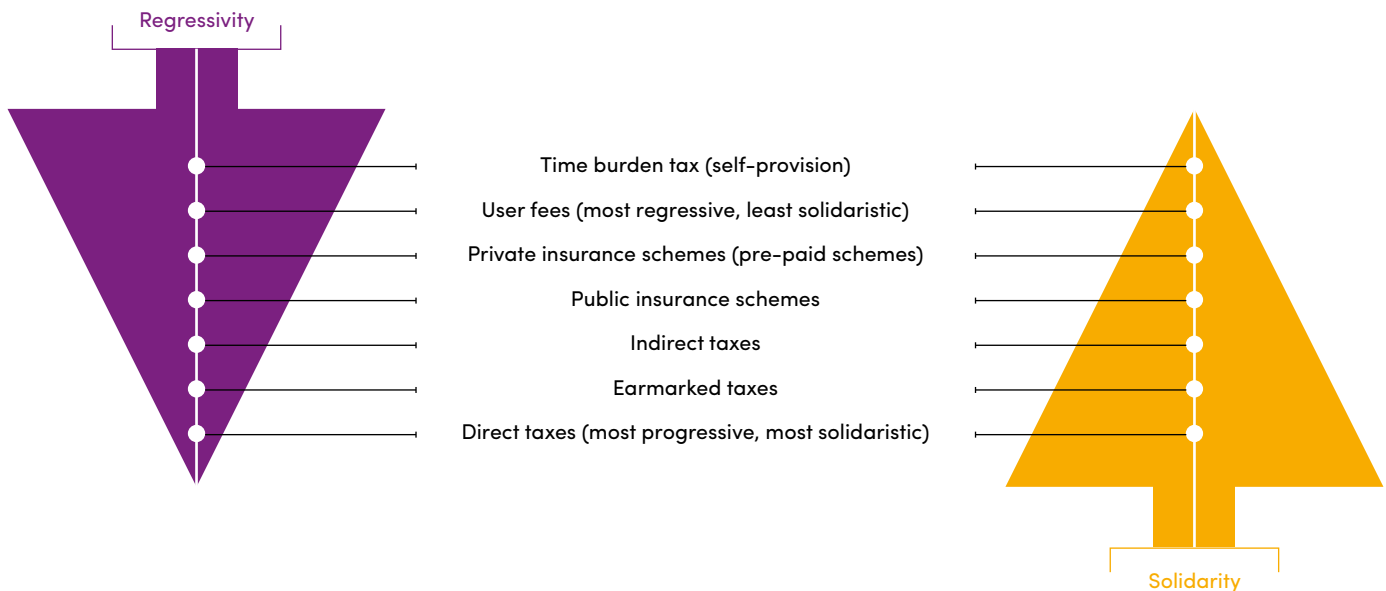 Regressivity
Time burden tax (self-provision)
User fees (most regressive, least solidaristic)
Private insurance schemes (pre-paid schemes)
Public insurance schemes
Indirect taxes
Earmarked taxes
Direct taxes (most progressive, most solidaristic)
Solidarity